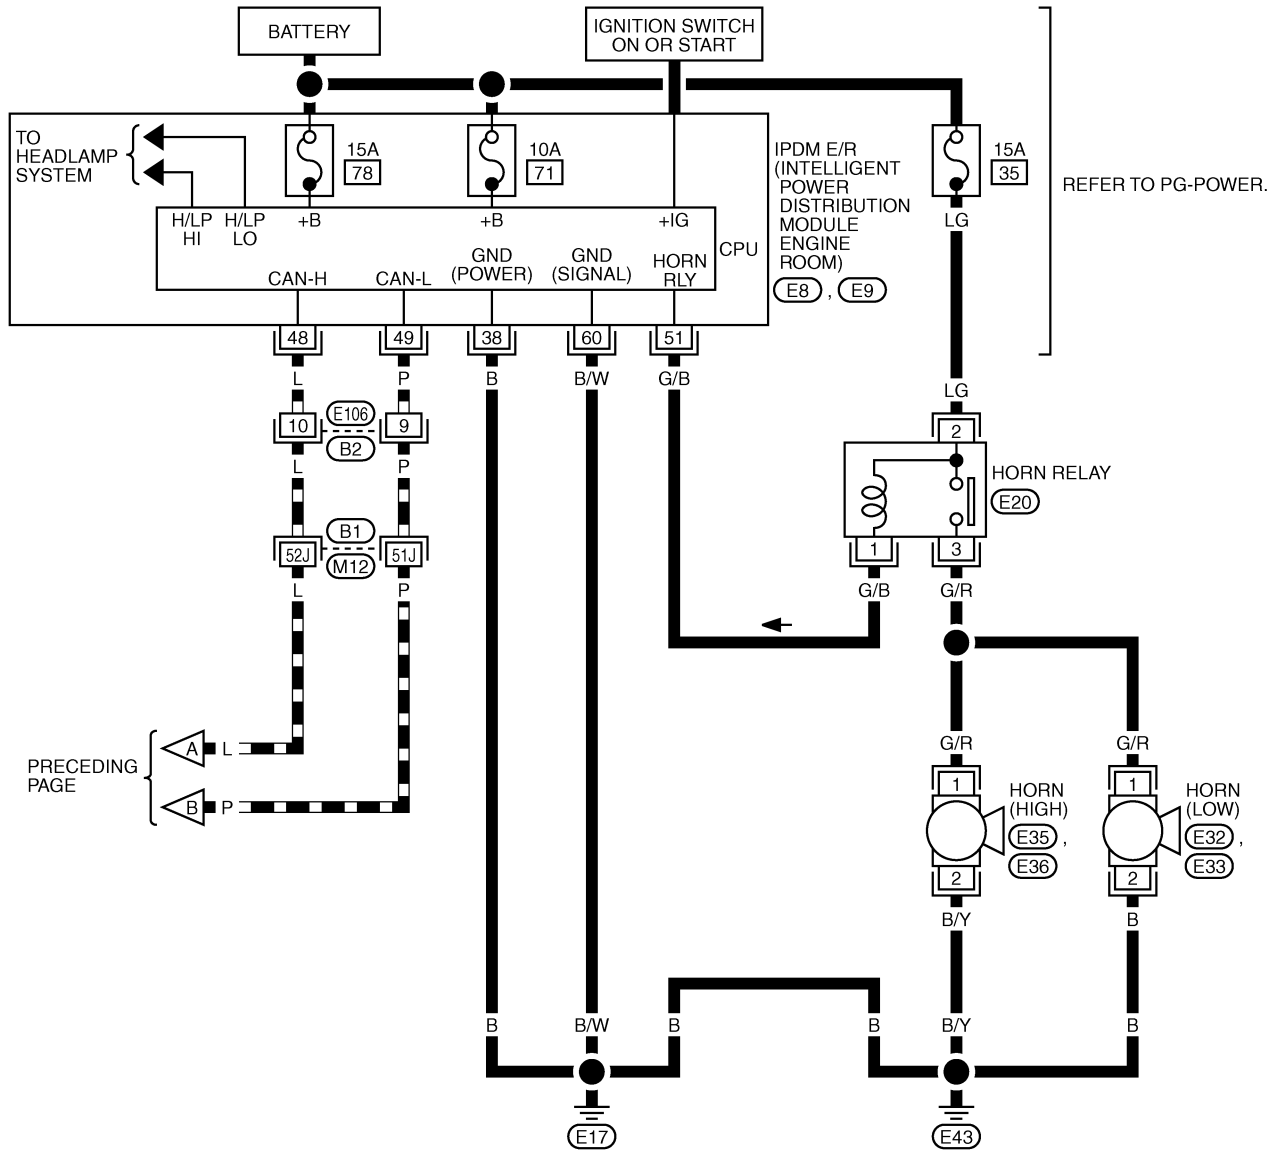 BATTERY
IGNITION SWITCH
ON OR START
TO
HEADLAMP
SYSTEM
15A
78
10A
71
IPDM E/R
(INTELLIGENT
POWER
DISTRIBUTION
MODULE
ENGINE
ROOM)
E8 , E9
15A
35
REFER TO PG-POWER.
H/LP
HI
H/LP
LO
+B
+B
+IG
LG
CPU
CAN-H
CAN-L
GND
(POWER)
GND
(SIGNAL)
HORN
RLY
48
49
38
60
51
L
P
B
B/W
G/B
LG
10
E106
9
B2
2
L
P
HORN RELAY
E20
52J
B1
51J
M12
1
3
L
P
G/B
G/R
PRECEDING
PAGE
A
L
B
P
G/R
G/R
1
1
HORN
(HIGH)
E35 ,
E36
HORN
(LOW)
E32 ,
E33
2
2
B/Y
B
B
B/W
B
B
B/Y
B
E17
E43